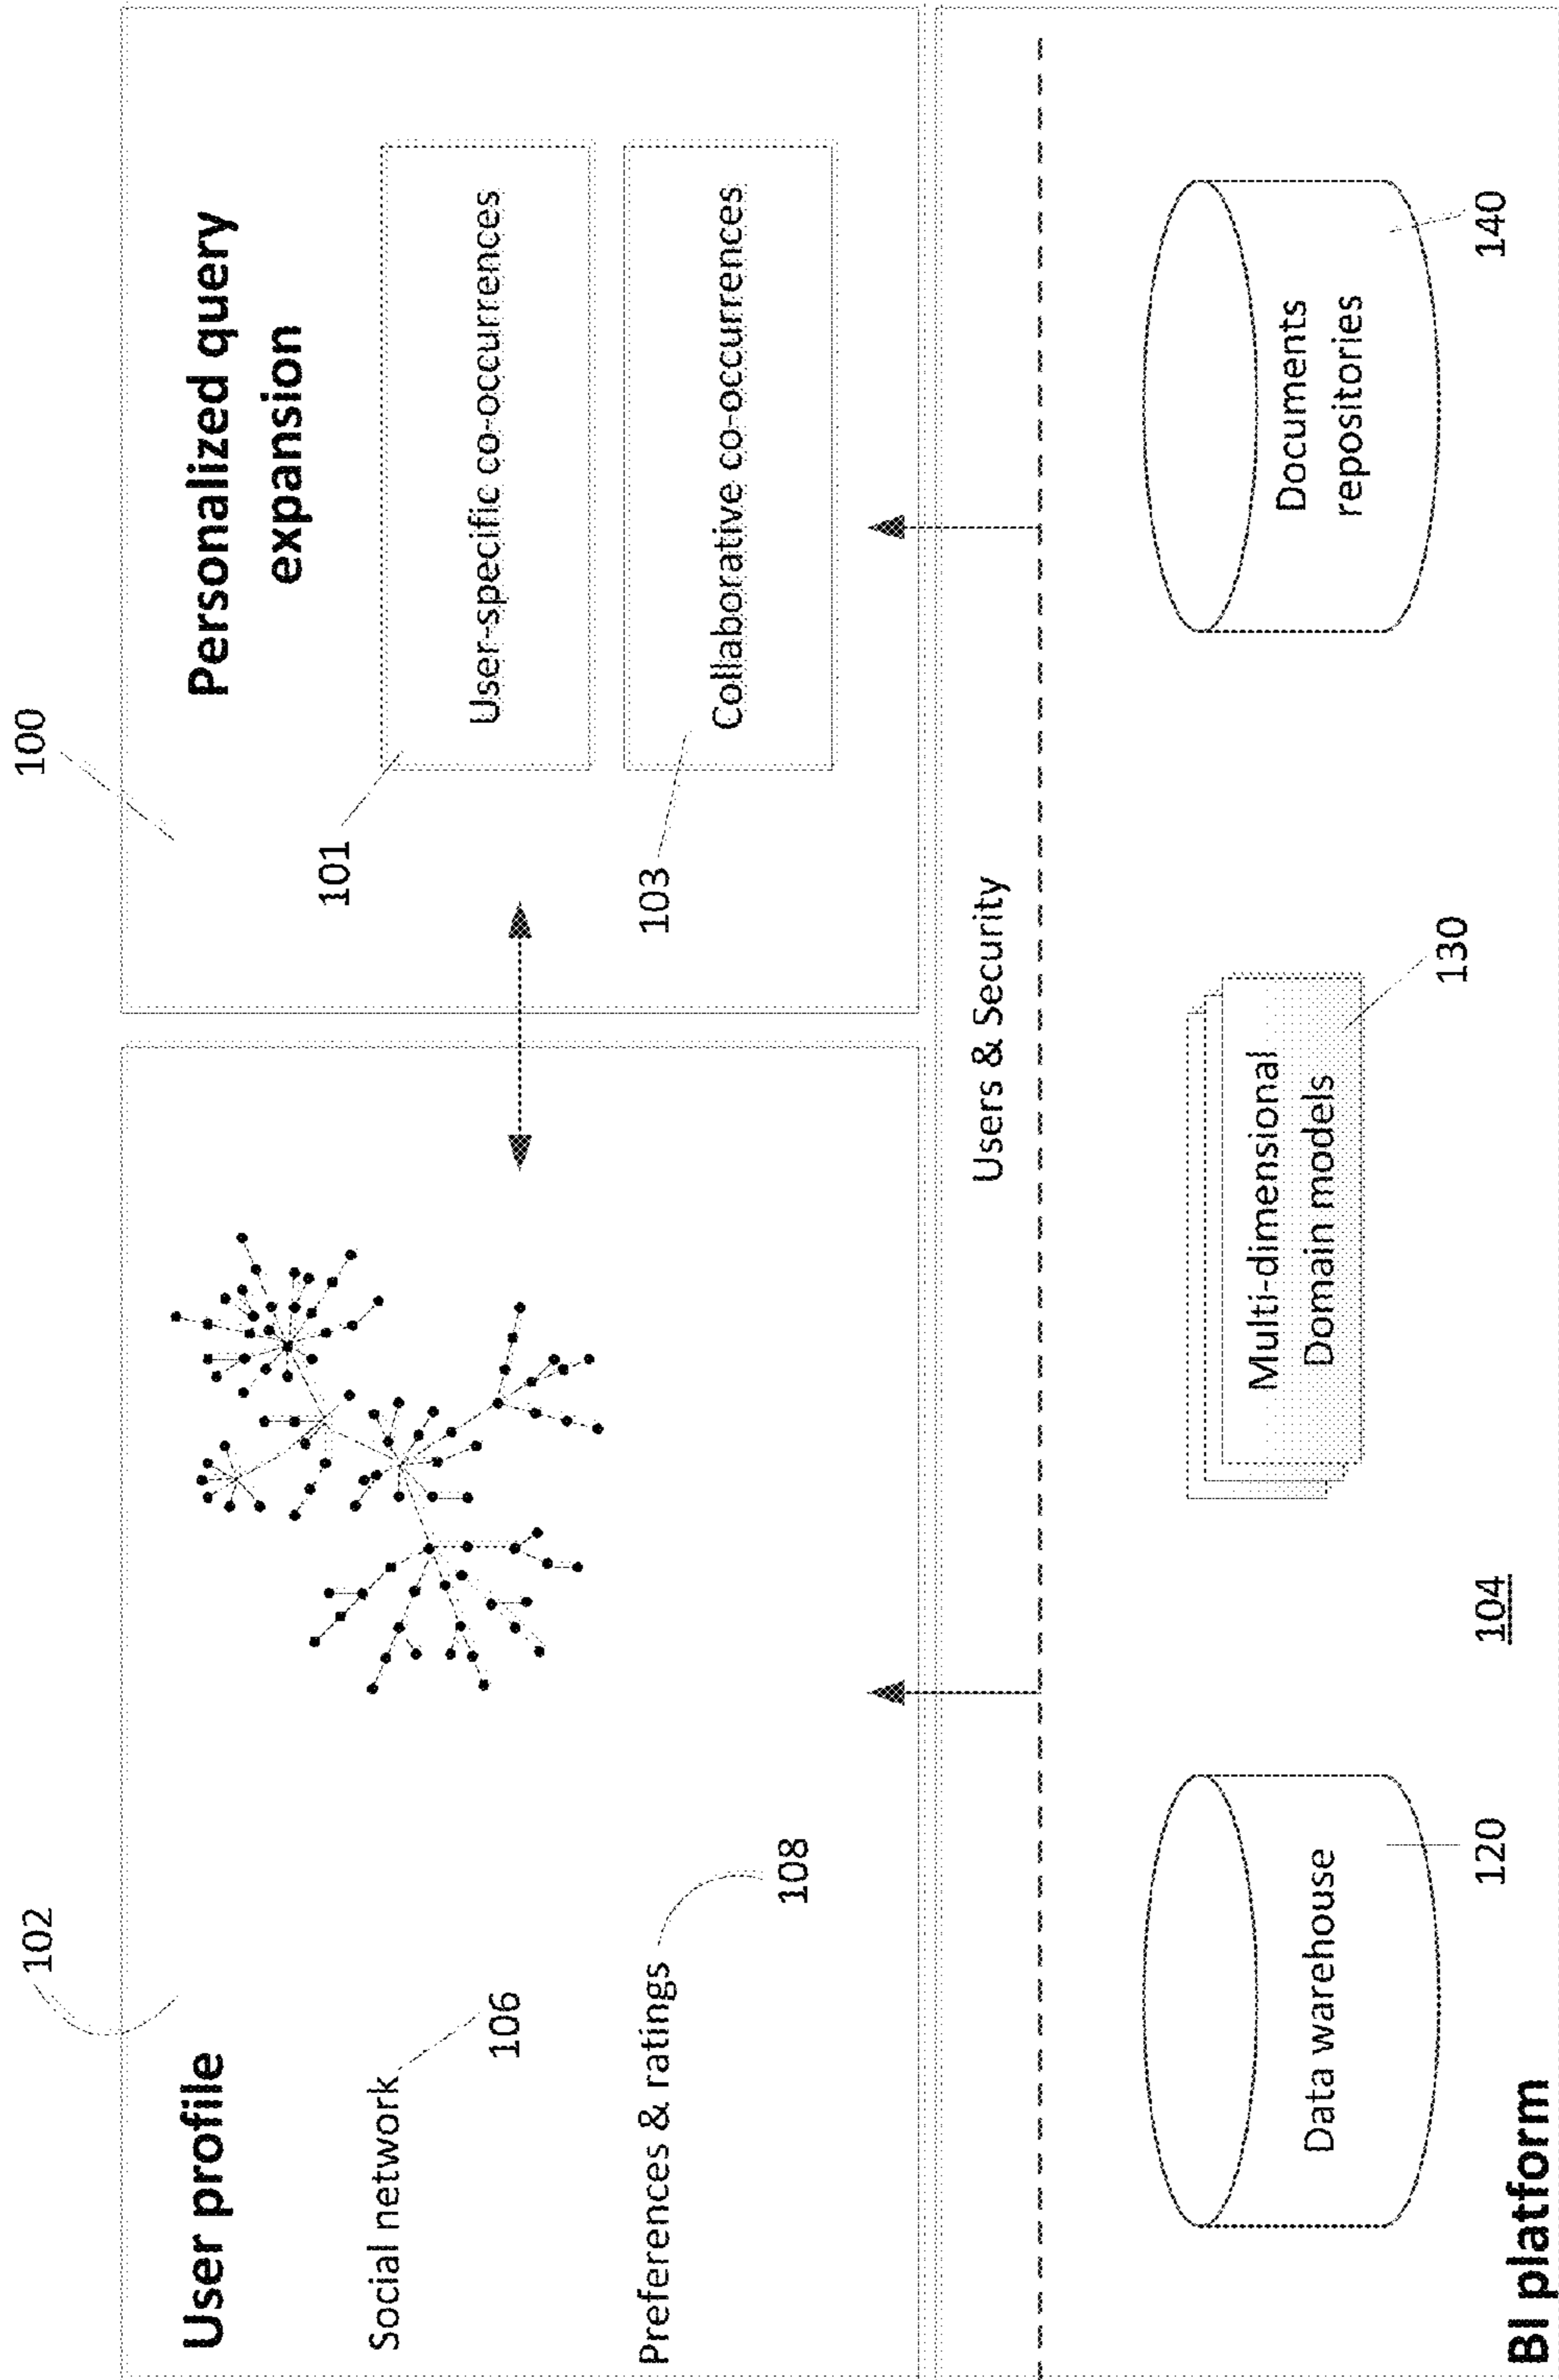 102
100
User profile
Personalized query
expansion
Social network
106
101
User-specific co-occurrences
Preferences & ratings
108
103
Collaborative co-occurrences
Users & Security
Data warehouse
120
Multi-dimensional
Domain models
130
Documents
repositories
140
104
BI platform